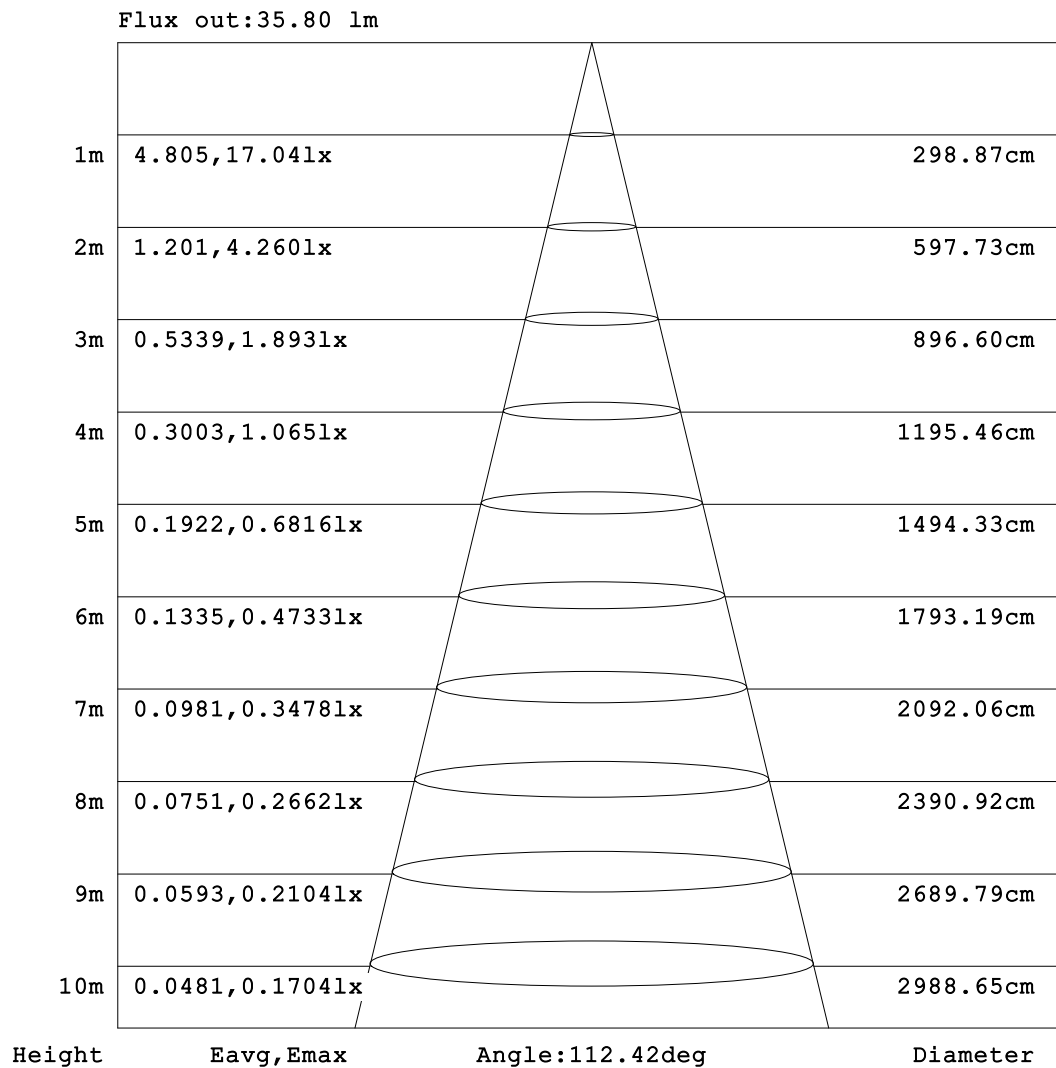 Flux out:35.80 lm
1m 4.805,17.04lx 298.87cm
2m 1.201,4.260lx 597.73cm
3m 0.5339,1.893lx 896.60cm
4m 0.3003,1.065lx 1195.46cm
5m 0.1922,0.6816lx 1494.33cm
6m 0.1335,0.4733lx 1793.19cm
7m 0.0981,0.3478lx 2092.06cm
8m 0.0751,0.2662lx 2390.92cm
9m 0.0593,0.2104lx 2689.79cm
10m 0.0481,0.1704lx 2988.65cm
Height Eavg,Emax Angle:112.42deg Diameter